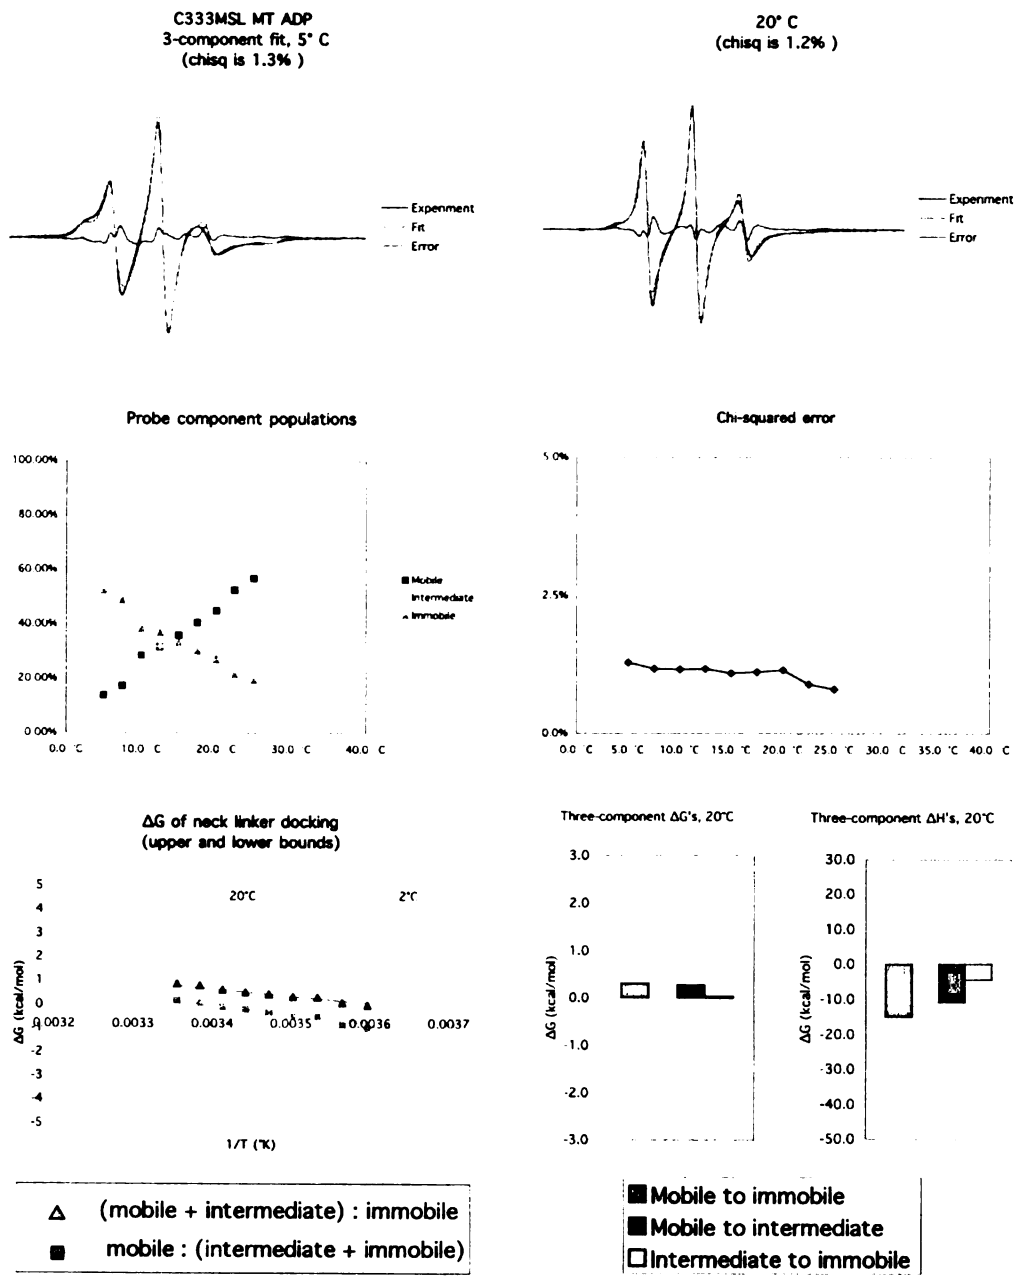 C333MSL MT ADP
3-component fit, 5° C
(chisq is 1.3% )
20° C
(chisq is 1.2% )
Experiment
Fit
Error
Experiment
Fit
Error
Probe component populations
100.00%
80.00%
60.00%
40.00%
20.00%
0.00%
0.0 °C 10.0 C 20.0 C 30.0 C 40.0 C
Mobile
Intermediate
Immobile
Chi-squared error
5.0%
2.5%
0.0%
0.0 °C 5.0 °C 10.0 °C 15.0 °C 20.0 °C 25.0 °C 30.0 C 35.0 °C 40.0 °C
ΔG of neck linker docking
(upper and lower bounds)
20°C 2°C
5
4
3
2
1
0
0.0032 0.0033 0.0034 0.0035 0.0036 0.0037
-2
-3
-4
-5
ΔG (kcal/mol)
1/T (°K)
Three-component ΔG's, 20°C
3.0
2.0
1.0
0.0
-1.0
-2.0
-3.0
ΔG (kcal/mol)
Three-component ΔH's, 20°C
30.0
20.0
10.0
0.0
-10.0
-20.0
-30.0
-40.0
-50.0
ΔG (kcal/mol)
(mobile + intermediate) : immobile
mobile : (intermediate + immobile)
Mobile to immobile
Mobile to intermediate
Intermediate to immobile